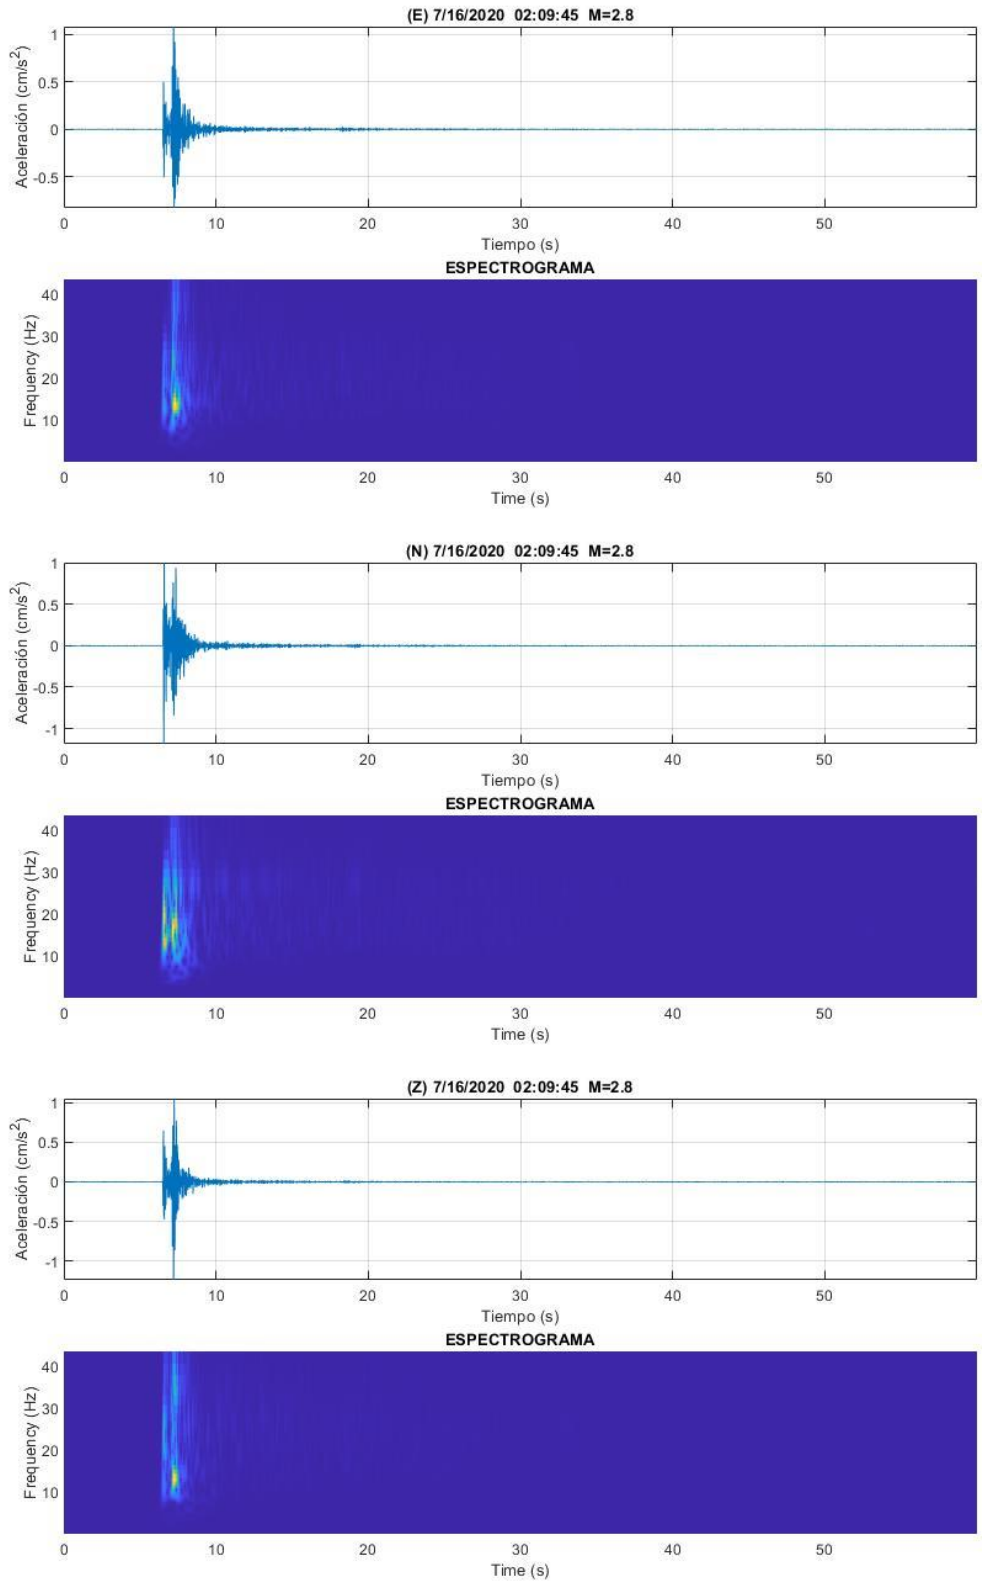 (E) 7/16/2020 02:09:45 M=2.8
Aceleración (cm/s²)
1
0.5
0
-0.5
0 10 20 30 40 50
Tiempo (s)
ESPECTROGRAMA
Frequency (Hz)
40
30
20
10
0 10 20 30 40 50
Time (s)
(N) 7/16/2020 02:09:45 M=2.8
Aceleración (cm/s²)
1
0.5
0
-0.5
-1
0 10 20 30 40 50
Tiempo (s)
ESPECTROGRAMA
Frequency (Hz)
40
30
20
10
0 10 20 30 40 50
Time (s)
(Z) 7/16/2020 02:09:45 M=2.8
Aceleración (cm/s²)
1
0.5
0
-0.5
-1
0 10 20 30 40 50
Tiempo (s)
ESPECTROGRAMA
Frequency (Hz)
40
30
20
10
0 10 20 30 40 50
Time (s)